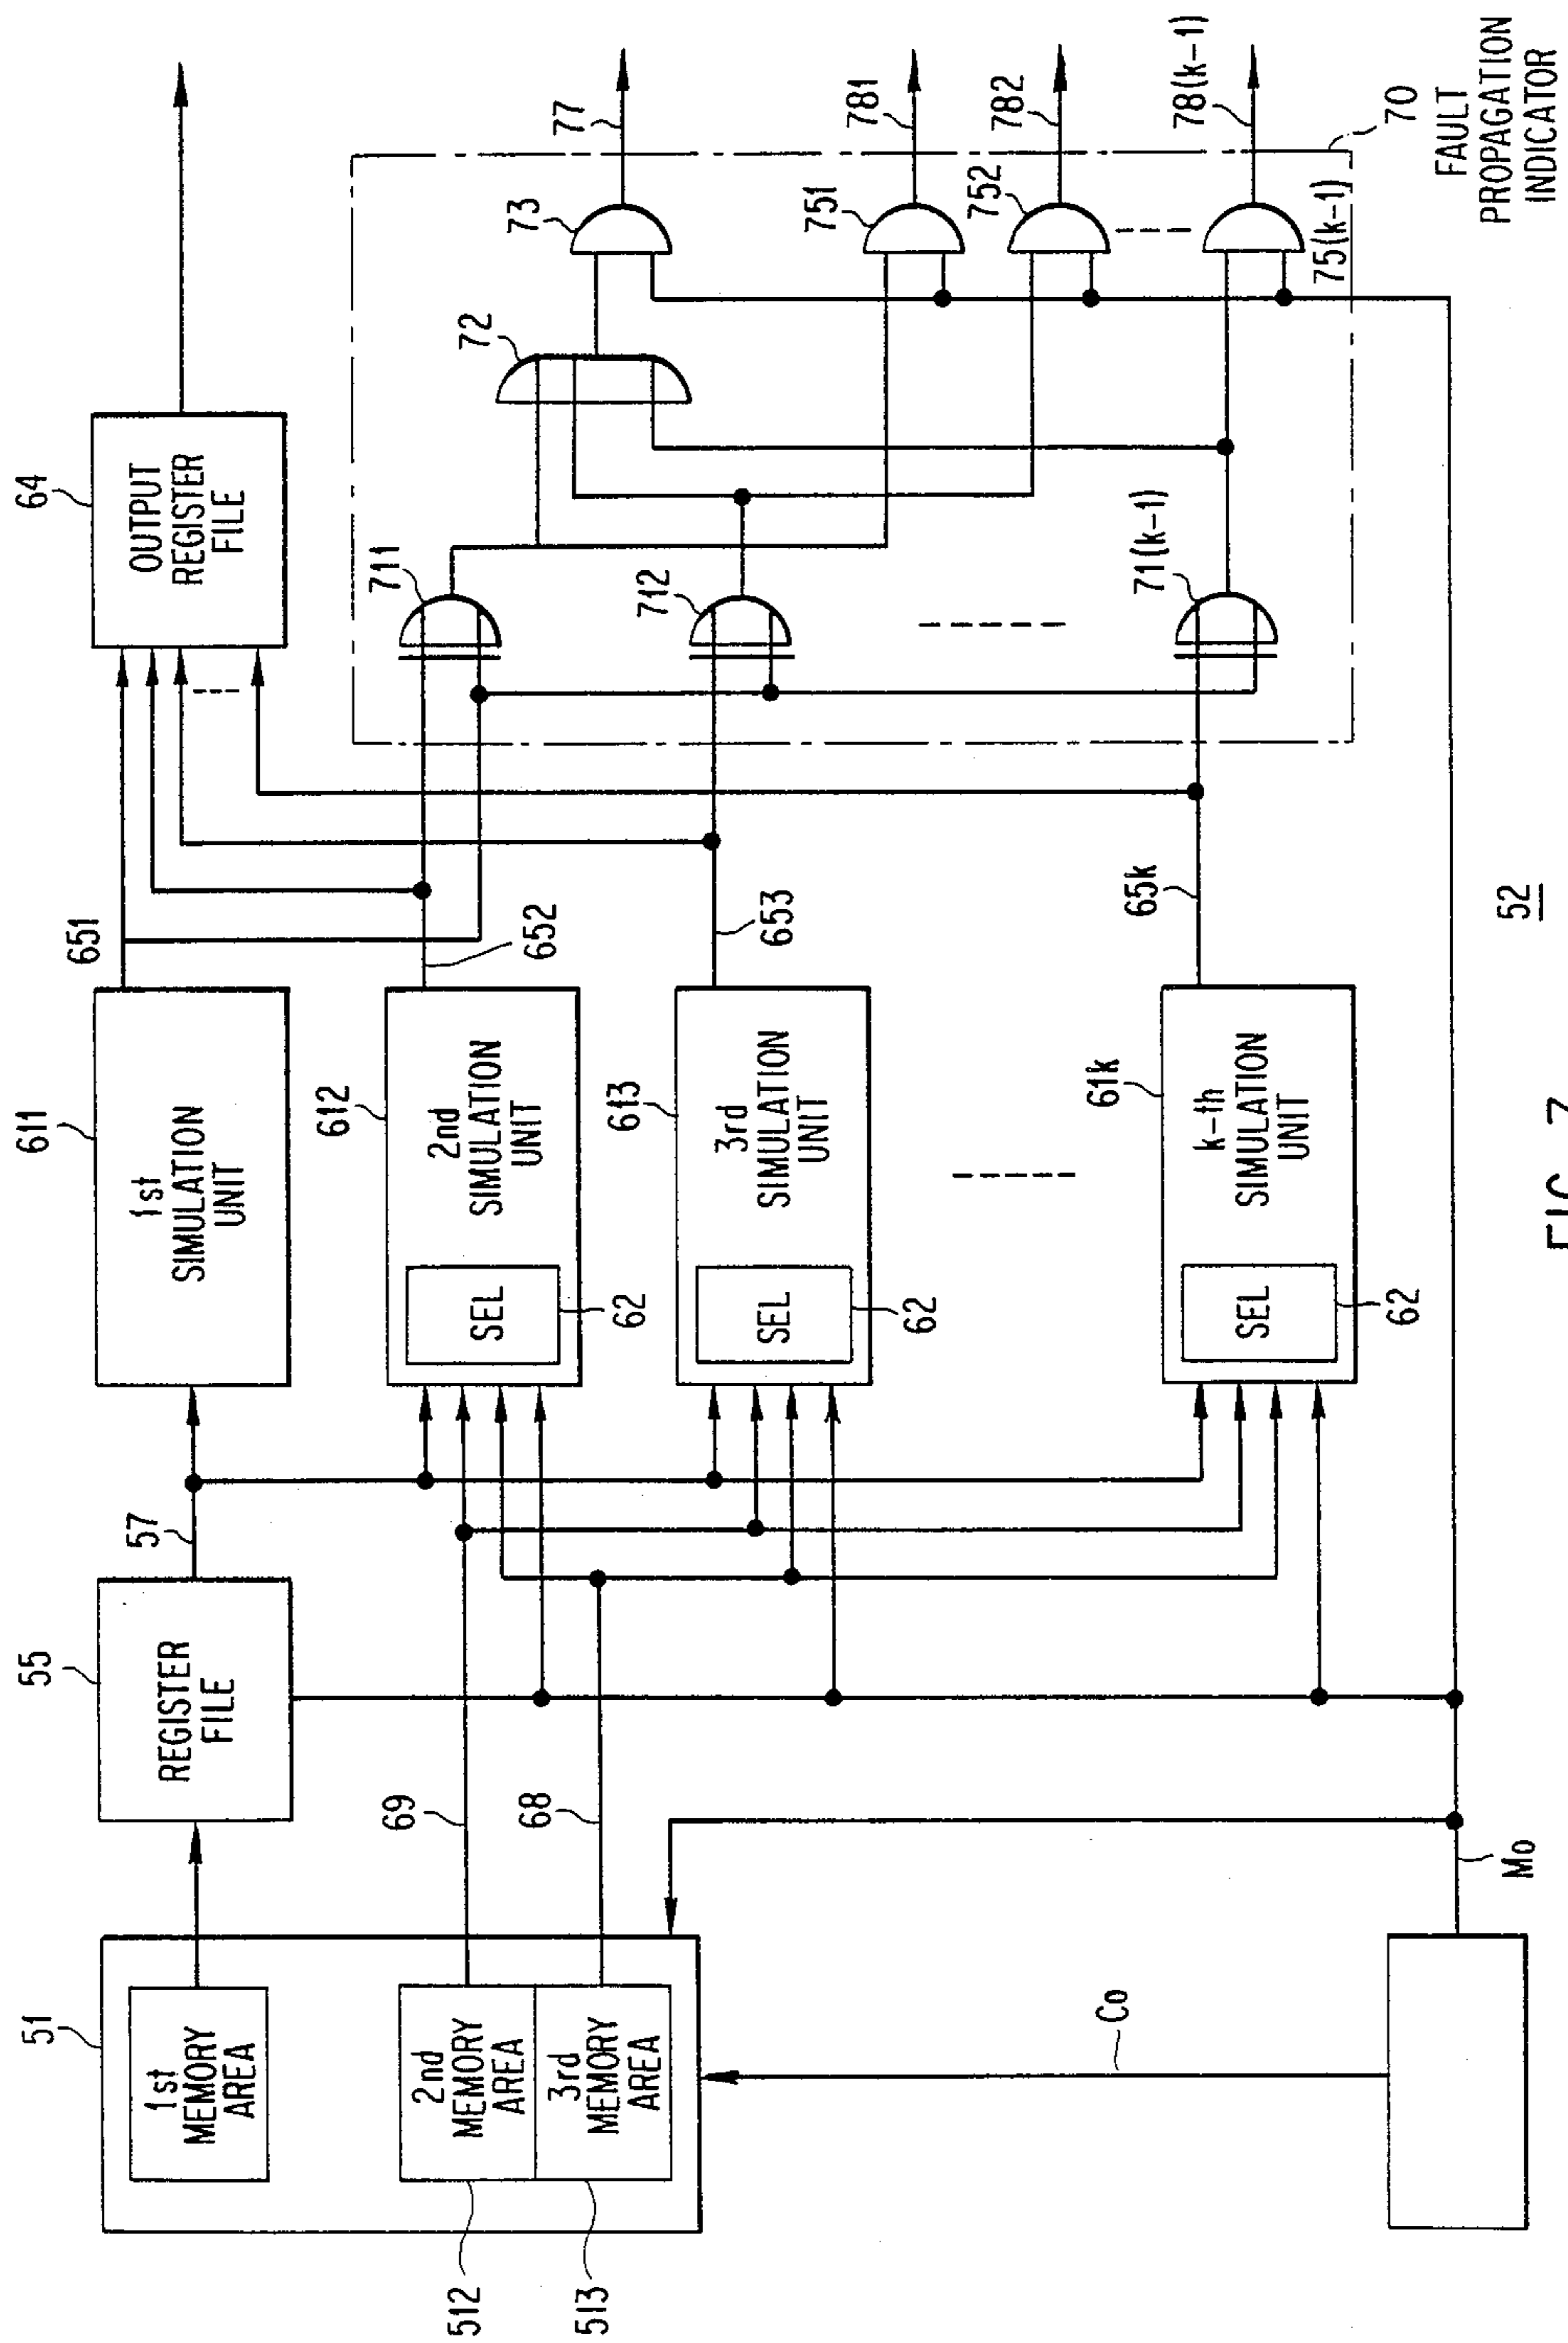 51
1st
MEMORY
AREA
2nd
MEMORY
AREA
3rd
MEMORY
AREA
512
513
55
REGISTER
FILE
57
69
68
Co
Mo
611
1st
SIMULATION
UNIT
612
2nd
SIMULATION
UNIT
SEL
62
613
3rd
SIMULATION
UNIT
SEL
62
61k
k-th
SIMULATION
UNIT
SEL
62
651
652
653
65k
64
OUTPUT
REGISTER
FILE
711
712
71(k-1)
72
73
751
752
75(k-1)
77
781
782
78(k-1)
70
FAULT
PROPAGATION
INDICATOR
52
FIG. 7